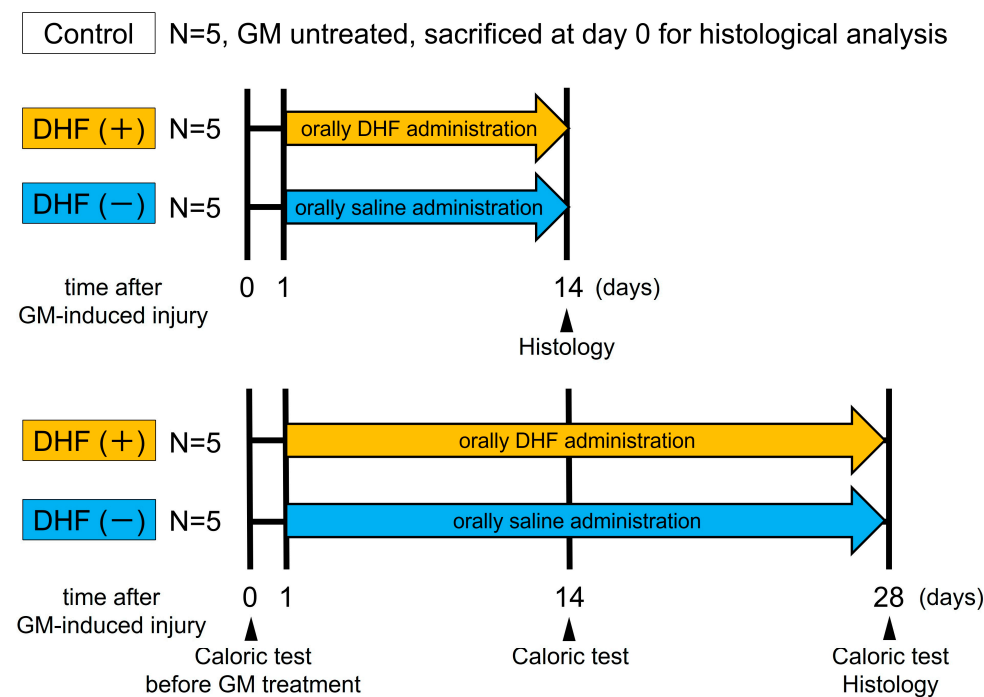 Control N=5, GM untreated, sacrificed at day 0 for histological analysis
DHF (+) N=5 orally DHF administration
DHF (−) N=5 orally saline administration
time after
GM-induced injury
0 1 14 (days)
Histology
DHF (+) N=5 orally DHF administration
DHF (−) N=5 orally saline administration
time after
GM-induced injury
0 1 14 28 (days)
Caloric test
before GM treatment
Caloric test
Caloric test
Histology